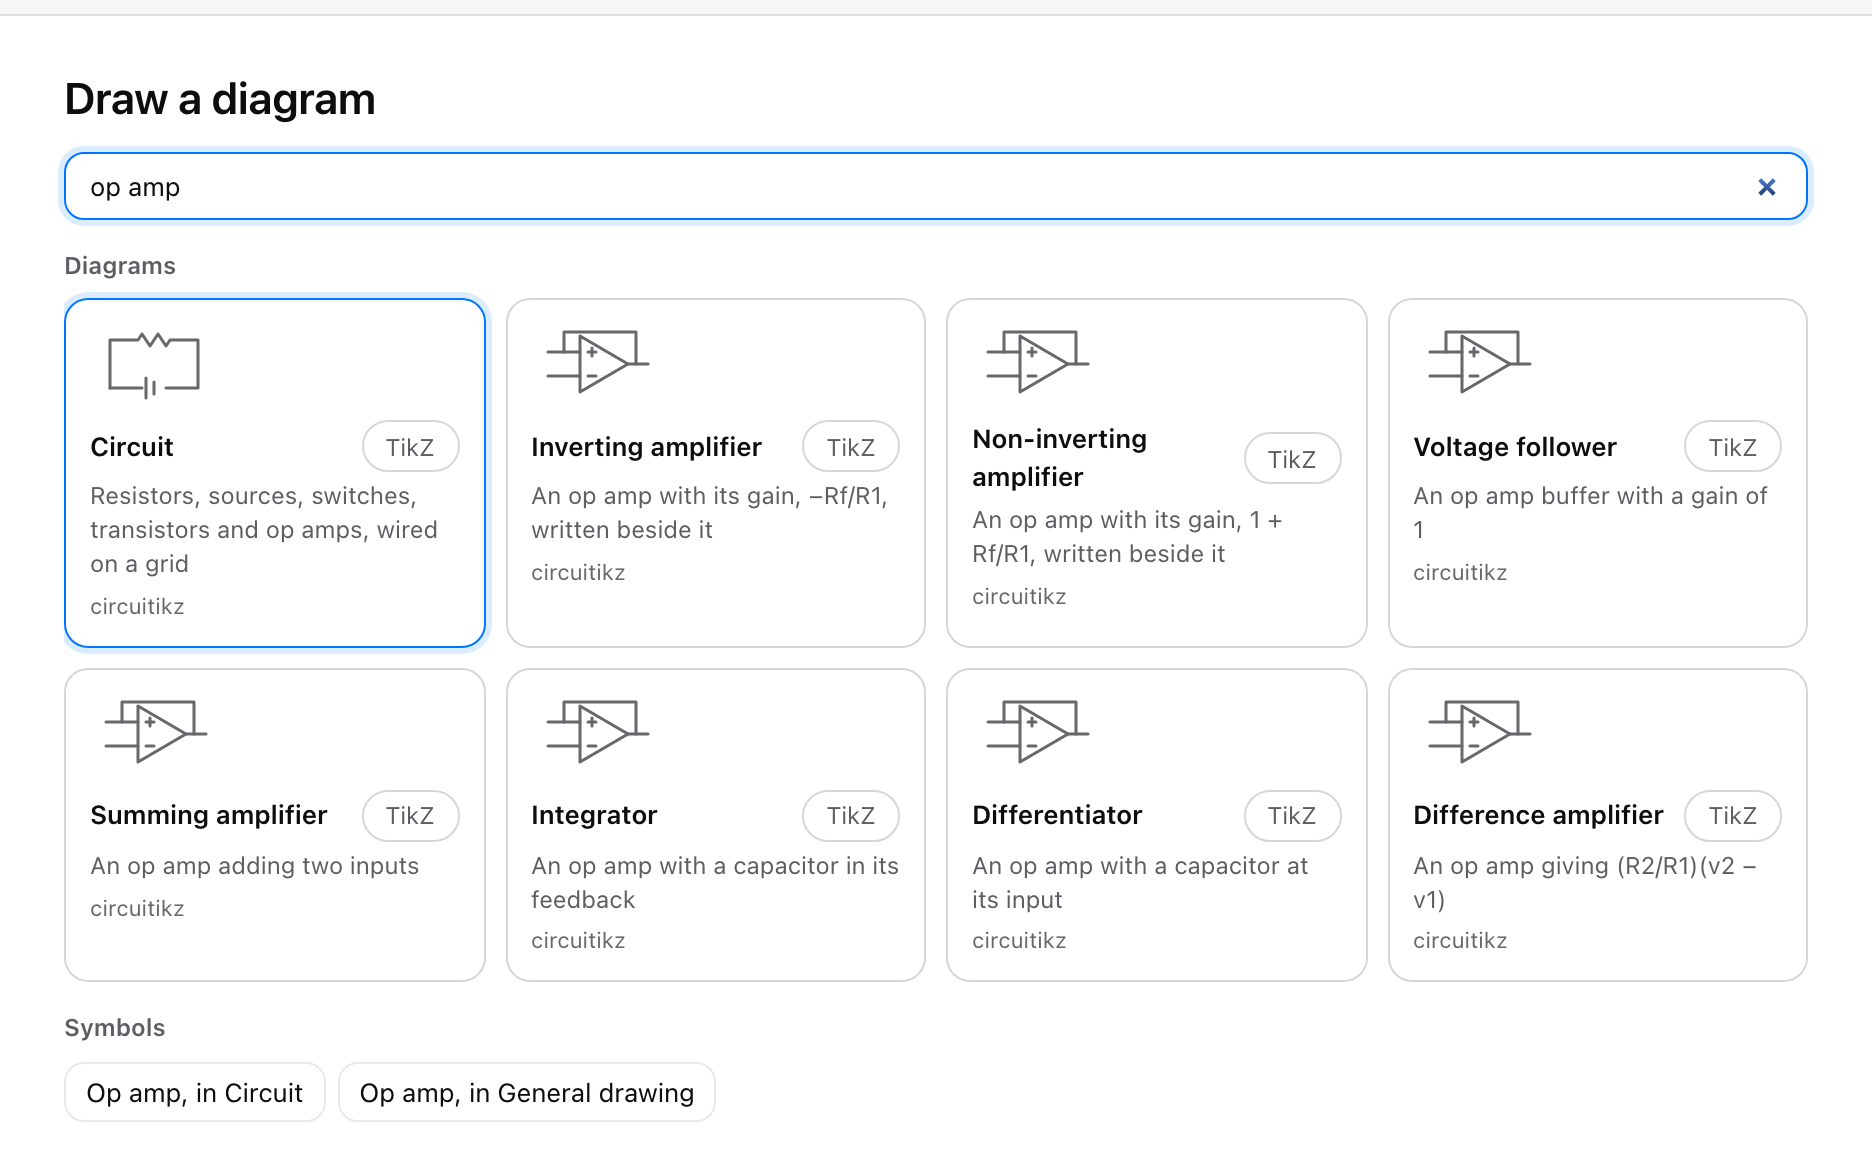 Draw a diagram
op amp
Diagrams
Circuit
TikZ
Resistors, sources, switches,
transistors and op amps, wired
on a grid
circuitikz
Inverting amplifier
TikZ
An op amp with its gain, −Rf/R1,
written beside it
circuitikz
Non-inverting
amplifier
TikZ
An op amp with its gain, 1 +
Rf/R1, written beside it
circuitikz
Voltage follower
TikZ
An op amp buffer with a gain of
1
circuitikz
Summing amplifier
TikZ
An op amp adding two inputs
circuitikz
Integrator
TikZ
An op amp with a capacitor in its
feedback
circuitikz
Differentiator
TikZ
An op amp with a capacitor at
its input
circuitikz
Difference amplifier
TikZ
An op amp giving (R2/R1)(v2 −
v1)
circuitikz
Symbols
Op amp, in Circuit
Op amp, in General drawing